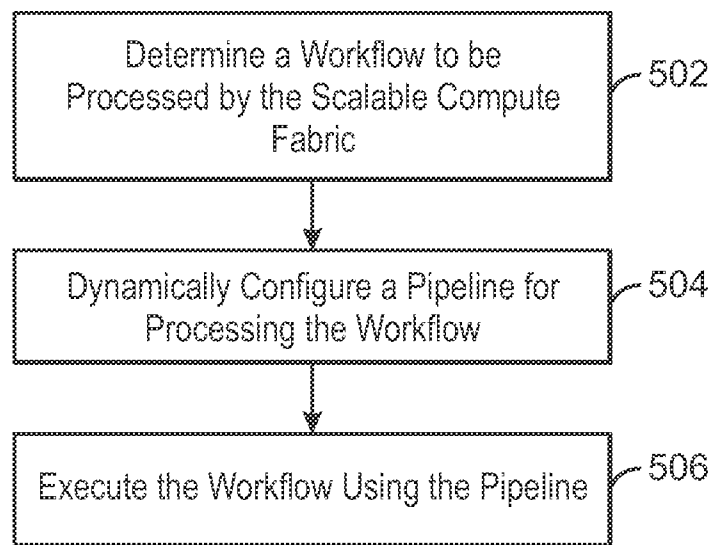 Determine a Workflow to be
Processed by the Scalable Compute
Fabric
502
Dynamically Configure a Pipeline for
Processing the Workflow
504
Execute the Workflow Using the Pipeline
506